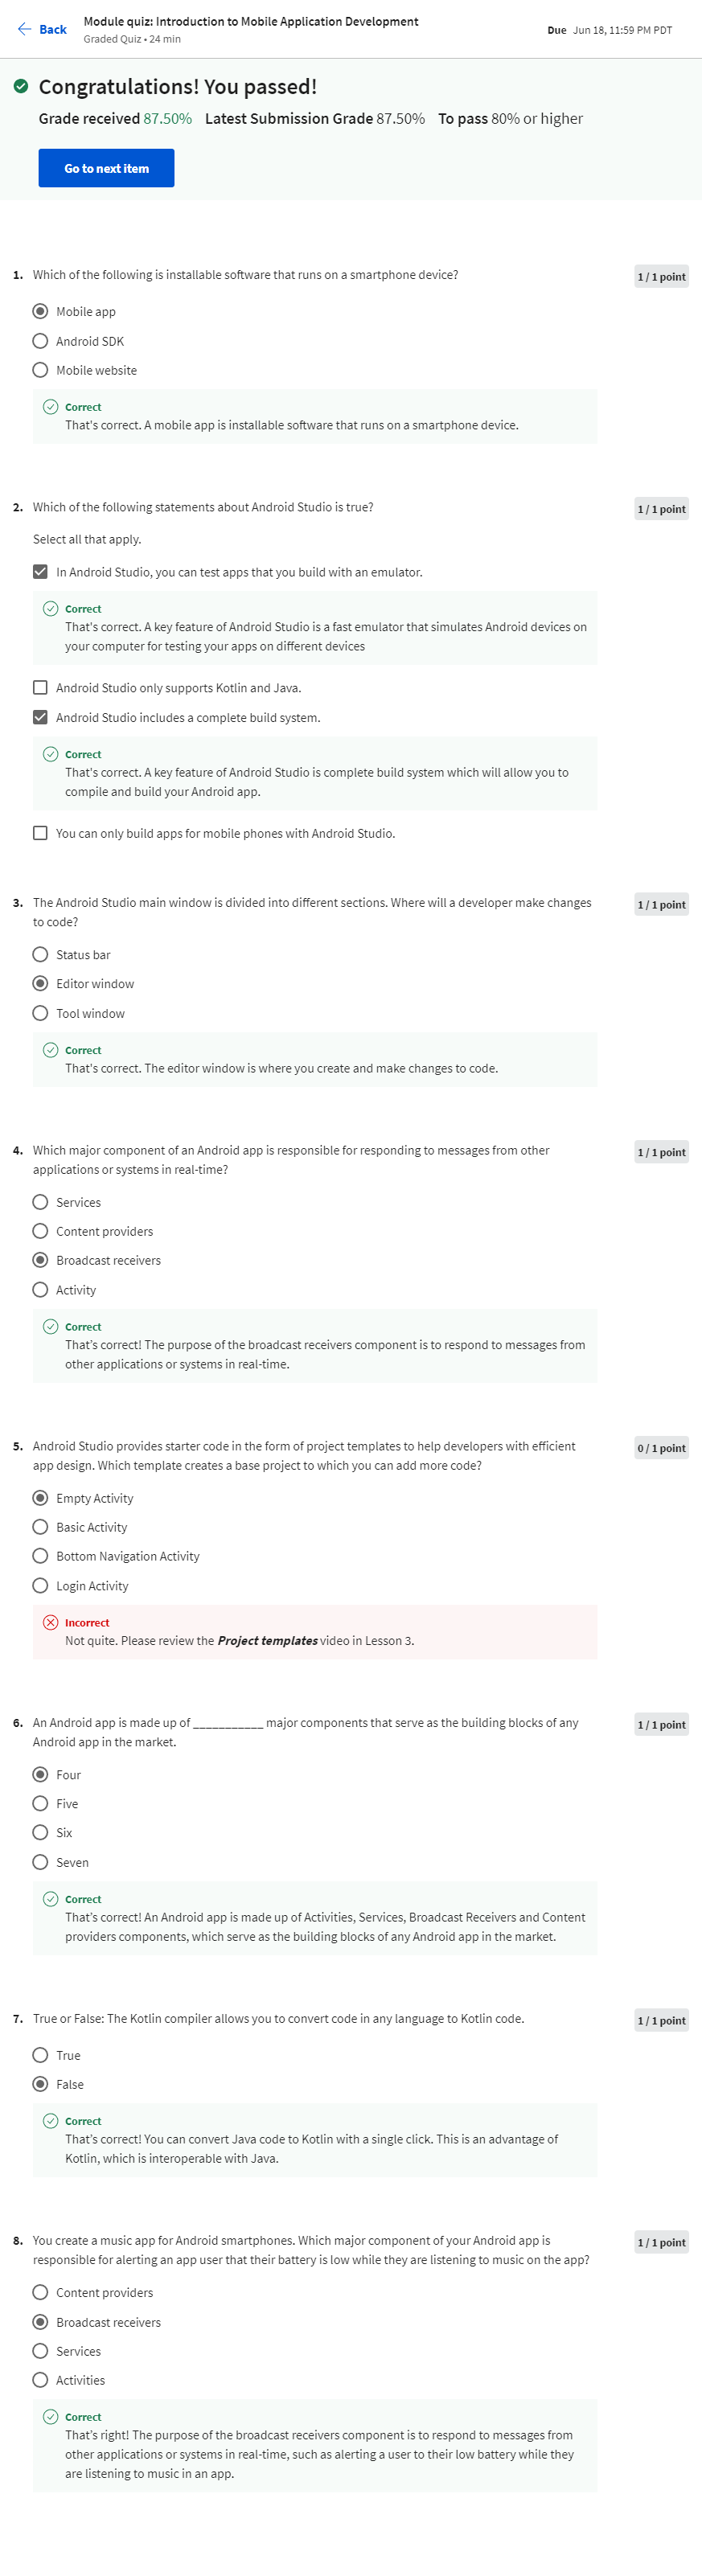 Back
Module quiz: Introduction to Mobile Application Development
Graded Quiz • 24 min
Due Jun 18, 11:59 PM PDT
Congratulations! You passed!
Grade received 87.50% Latest Submission Grade 87.50% To pass 80% or higher
Go to next item
1. Which of the following is installable software that runs on a smartphone device?
1 / 1 point
Mobile app
Android SDK
Mobile website
Correct
That's correct. A mobile app is installable software that runs on a smartphone device.
2. Which of the following statements about Android Studio is true?
1 / 1 point
Select all that apply.
In Android Studio, you can test apps that you build with an emulator.
Correct
That's correct. A key feature of Android Studio is a fast emulator that simulates Android devices on
your computer for testing your apps on different devices
Android Studio only supports Kotlin and Java.
Android Studio includes a complete build system.
Correct
That's correct. A key feature of Android Studio is complete build system which will allow you to
compile and build your Android app.
You can only build apps for mobile phones with Android Studio.
3. The Android Studio main window is divided into different sections. Where will a developer make changes
to code?
1 / 1 point
Status bar
Editor window
Tool window
Correct
That's correct. The editor window is where you create and make changes to code.
4. Which major component of an Android app is responsible for responding to messages from other
applications or systems in real-time?
1 / 1 point
Services
Content providers
Broadcast receivers
Activity
Correct
That’s correct! The purpose of the broadcast receivers component is to respond to messages from
other applications or systems in real-time.
5. Android Studio provides starter code in the form of project templates to help developers with efficient
app design. Which template creates a base project to which you can add more code?
0 / 1 point
Empty Activity
Basic Activity
Bottom Navigation Activity
Login Activity
Incorrect
Not quite. Please review the Project templates video in Lesson 3.
6. An Android app is made up of ___________ major components that serve as the building blocks of any
Android app in the market.
1 / 1 point
Four
Five
Six
Seven
Correct
That’s correct! An Android app is made up of Activities, Services, Broadcast Receivers and Content
providers components, which serve as the building blocks of any Android app in the market.
7. True or False: The Kotlin compiler allows you to convert code in any language to Kotlin code.
1 / 1 point
True
False
Correct
That’s correct! You can convert Java code to Kotlin with a single click. This is an advantage of
Kotlin, which is interoperable with Java.
8. You create a music app for Android smartphones. Which major component of your Android app is
responsible for alerting an app user that their battery is low while they are listening to music on the app?
1 / 1 point
Content providers
Broadcast receivers
Services
Activities
Correct
That’s right! The purpose of the broadcast receivers component is to respond to messages from
other applications or systems in real-time, such as alerting a user to their low battery while they
are listening to music in an app.